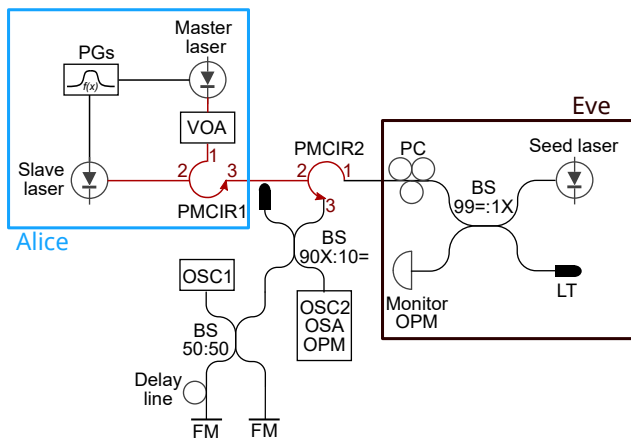 Master
laser
PGs
f(x)
VOA
1
2
3
Slave
laser
PMCIR1
Alice
PMCIR2
2
1
3
Eve
PC
Seed laser
BS
99=:1X
Monitor
OPM
LT
BS
90X:10=
OSC1
OSC2
OSA
OPM
BS
50:50
Delay
line
FM
FM